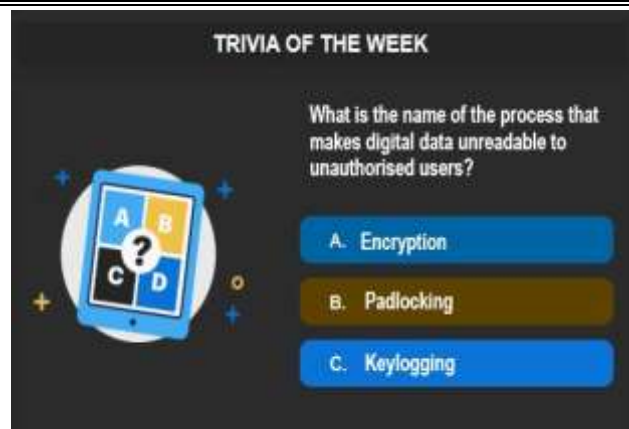 TRIVIA OF THE WEEK
What is the name of the process that
makes digital data unreadable to
unauthorised users?
A B
?
C D
A. Encryption
B. Padlocking
C. Keylogging